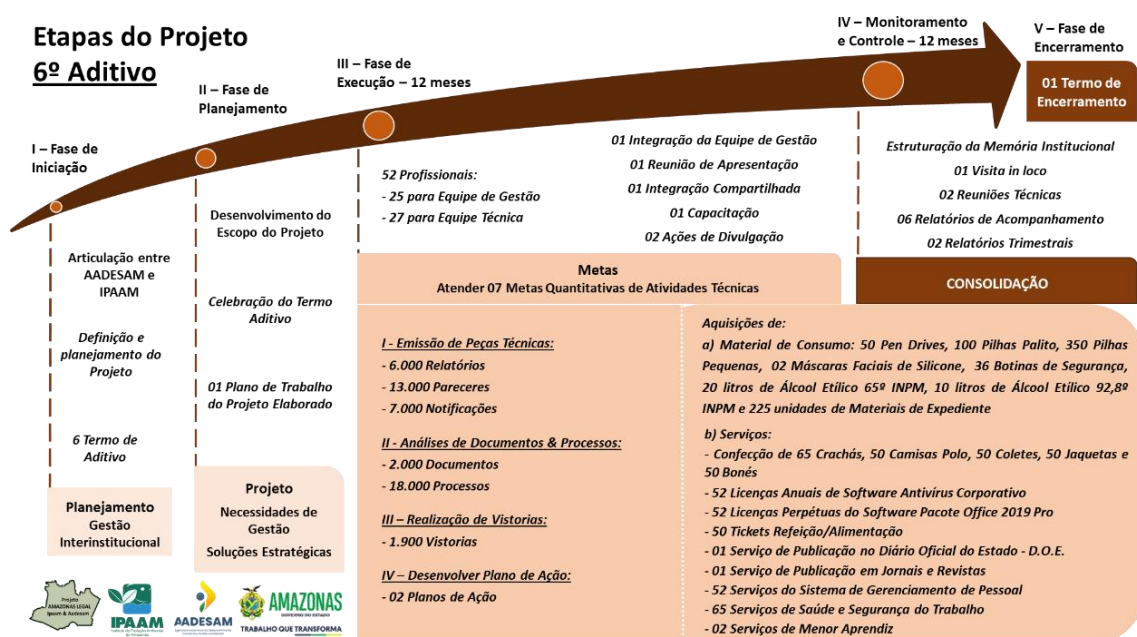 Etapas do Projeto
6º Aditivo
I – Fase de
Iniciação
II – Fase de
Planejamento
III – Fase de
Execução – 12 meses
IV – Monitoramento
e Controle – 12 meses
V – Fase de
Encerramento
01 Termo de
Encerramento
Articulação entre
AADESAM e
IPAAM
Definição e
planejamento do
Projeto
6 Termo de
Aditivo
Planejamento
Gestão
Interinstitucional
Desenvolvimento do
Escopo do Projeto
Celebração do Termo
Aditivo
01 Plano de Trabalho
do Projeto Elaborado
Projeto
Necessidades de
Gestão
Soluções Estratégicas
52 Profissionais:
- 25 para Equipe de Gestão
- 27 para Equipe Técnica
01 Integração da Equipe de Gestão
01 Reunião de Apresentação
01 Integração Compartilhada
01 Capacitação
02 Ações de Divulgação
Estruturação da Memória Institucional
01 Visita in loco
02 Reuniões Técnicas
06 Relatórios de Acompanhamento
02 Relatórios Trimestrais
Metas
Atender 07 Metas Quantitativas de Atividades Técnicas
CONSOLIDAÇÃO
I - Emissão de Peças Técnicas:
- 6.000 Relatórios
- 13.000 Pareceres
- 7.000 Notificações
II - Análises de Documentos & Processos:
- 2.000 Documentos
- 18.000 Processos
III – Realização de Vistorias:
- 1.900 Vistorias
IV – Desenvolver Plano de Ação:
- 02 Planos de Ação
Aquisições de:
a) Material de Consumo: 50 Pen Drives, 100 Pilhas Palito, 350 Pilhas
Pequenas, 02 Máscaras Faciais de Silicone, 36 Botinas de Segurança,
20 litros de Álcool Etílico 65º INPM, 10 litros de Álcool Etílico 92,8º
INPM e 225 unidades de Materiais de Expediente
b) Serviços:
- Confecção de 65 Crachás, 50 Camisas Polo, 50 Coletes, 50 Jaquetas e
50 Bonés
- 52 Licenças Anuais de Software Antivírus Corporativo
- 52 Licenças Perpétuas do Software Pacote Office 2019 Pro
- 50 Tickets Refeição/Alimentação
- 01 Serviço de Publicação no Diário Oficial do Estado - D.O.E.
- 01 Serviço de Publicação em Jornais e Revistas
- 52 Serviços do Sistema de Gerenciamento de Pessoal
- 65 Serviços de Saúde e Segurança do Trabalho
- 02 Serviços de Menor Aprendiz
Projeto
AMAZONAS LEGAL
Ipaam & Aadesam
IPAAM
AADESAM
AMAZONAS
GOVERNO DO ESTADO
TRABALHO QUE TRANSFORMA